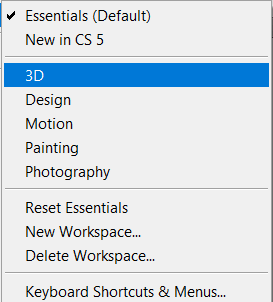 Essentials (Default)
New in CS 5
3D
Design
Motion
Painting
Photography
Reset Essentials
New Workspace...
Delete Workspace...
Keyboard Shortcuts & Menus...